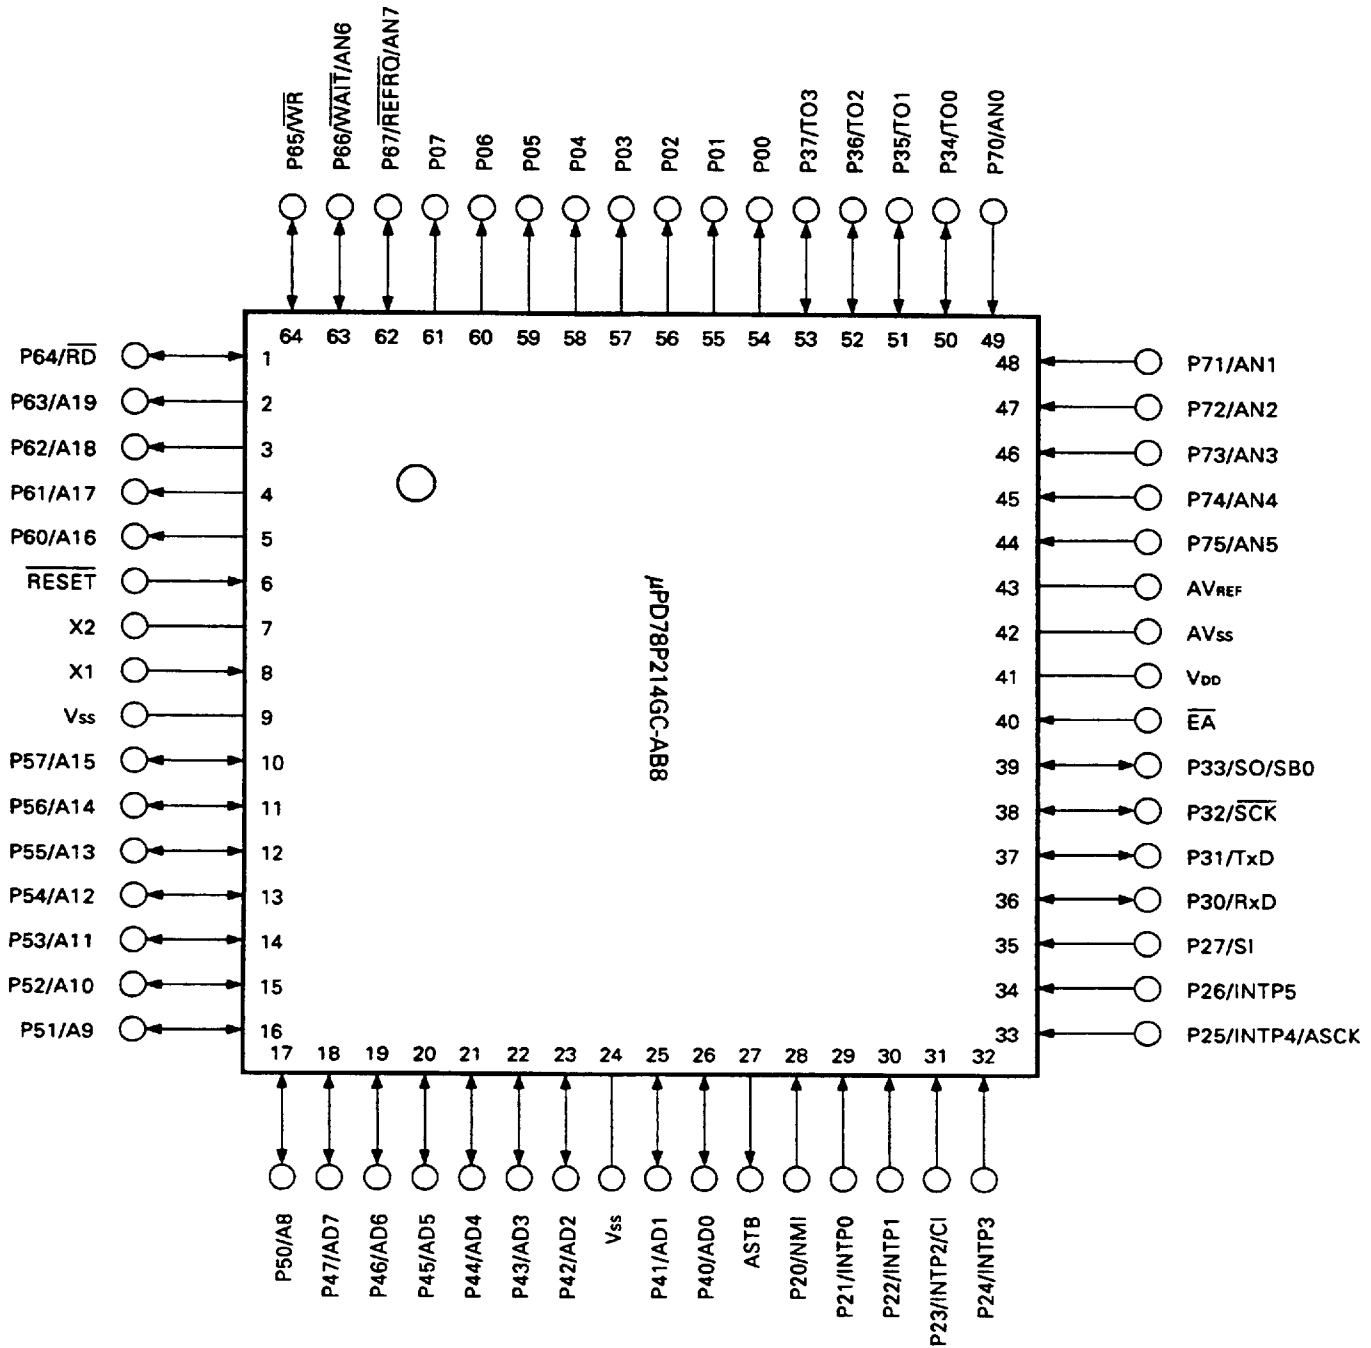 P65/WR
P66/WAIT/AN6
P67/REFRQ/AN7
P07
P06
P05
P04
P03
P02
P01
P00
P37/TO3
P36/TO2
P35/TO1
P34/TO0
P70/AN0
64 63 62 61 60 59 58 57 56 55 54 53 52 51 50 49
P64/RD 1
P63/A19 2
P62/A18 3
P61/A17 4
P60/A16 5
RESET 6
X2 7
X1 8
Vss 9
P57/A15 10
P56/A14 11
P55/A13 12
P54/A12 13
P53/A11 14
P52/A10 15
P51/A9 16
μPD78P214GC-AB8
48 P71/AN1
47 P72/AN2
46 P73/AN3
45 P74/AN4
44 P75/AN5
43 AVREF
42 AVss
41 VDD
40 EA
39 P33/SO/SB0
38 P32/SCK
37 P31/TxD
36 P30/RxD
35 P27/SI
34 P26/INTP5
33 P25/INTP4/ASCK
17 18 19 20 21 22 23 24 25 26 27 28 29 30 31 32
P50/A8
P47/AD7
P46/AD6
P45/AD5
P44/AD4
P43/AD3
P42/AD2
Vss
P41/AD1
P40/AD0
ASTB
P20/NMI
P21/INTP0
P22/INTP1
P23/INTP2/CI
P24/INTP3